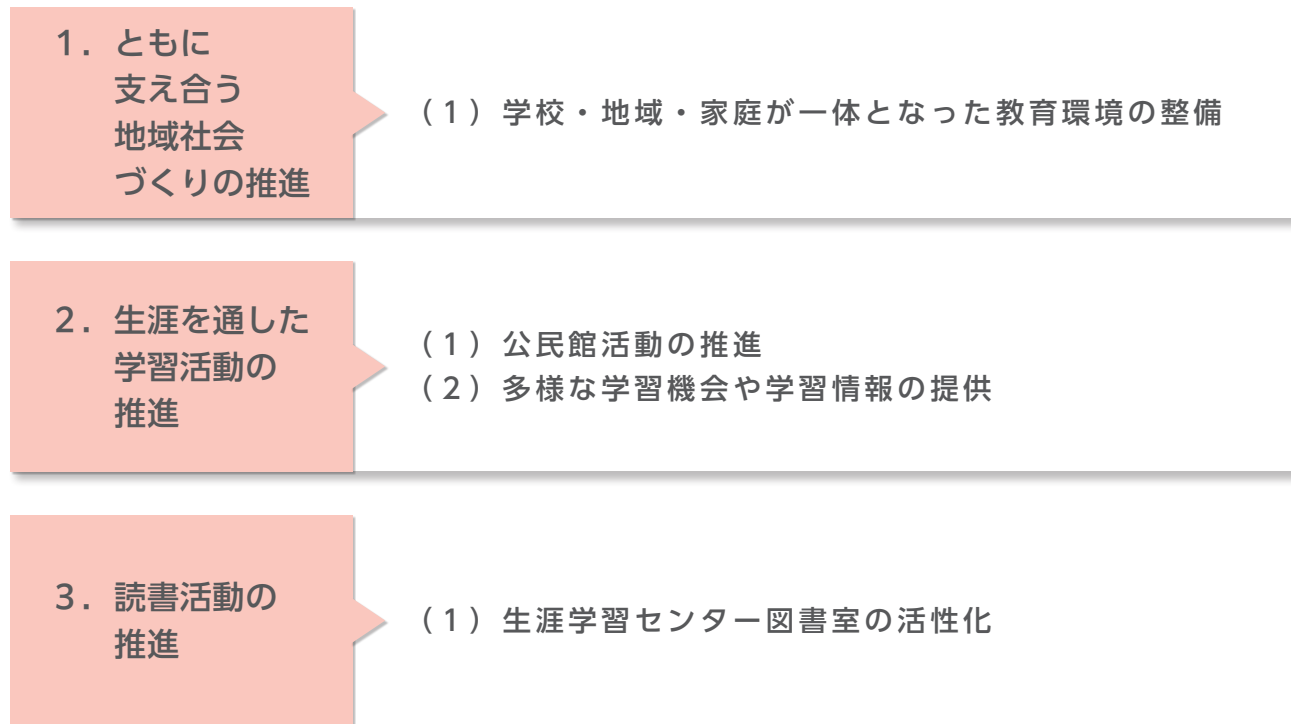 １．ともに
支え合う
地域社会
づくりの推進
（１）学校・地域・家庭が一体となった教育環境の整備
２．生涯を通した
学習活動の
推進
（１）公民館活動の推進
（２）多様な学習機会や学習情報の提供
３．読書活動の
推進
（１）生涯学習センター図書室の活性化